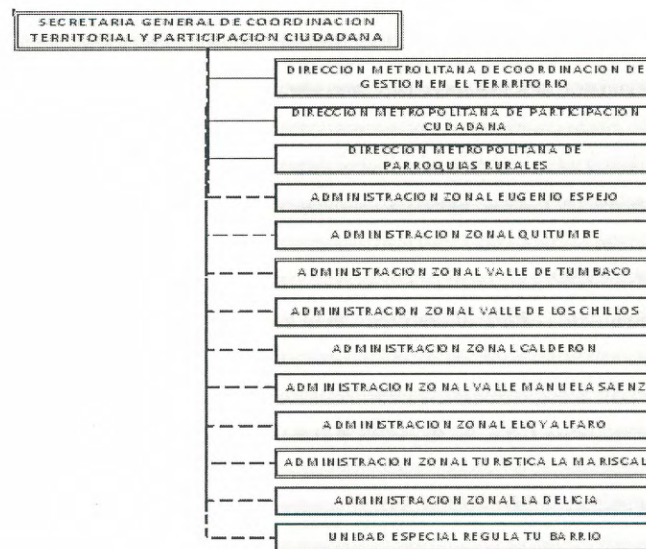 SECRETARIA GENERAL DE COORDINACION
TERRITORIAL Y PARTICIPACION CIUDADANA
DIRECCION METROLITANA DE COORDINACION DE
GESTION EN EL TERRRITORIO
DIRECCION METROPOLITANA DE PARTICIPACION
CUDADANA
DIRECCION METROPOLITANA DE
PARROQUIAS RURALES
ADMINISTRACION ZONAL EUGENIO ESPEJO
ADMINISTRACION ZONAL QUITUMBE
ADMINISTRACION ZONAL VALLE DE TUMBACO
ADMINISTRACION ZONAL VALLE DE LOS CHILLOS
ADMINISTRACION ZONAL CALDERON
ADMINISTRACION ZONAL VALLE MANUELA SAENZ
ADMINISTRACION ZONAL ELOY ALFARO
ADMINISTRACION ZONAL TURISTICA LA MARISCAL
ADMINISTRACION ZONAL LA DELICIA
UNIDAD ESPECIAL REGULA TU BARRIO